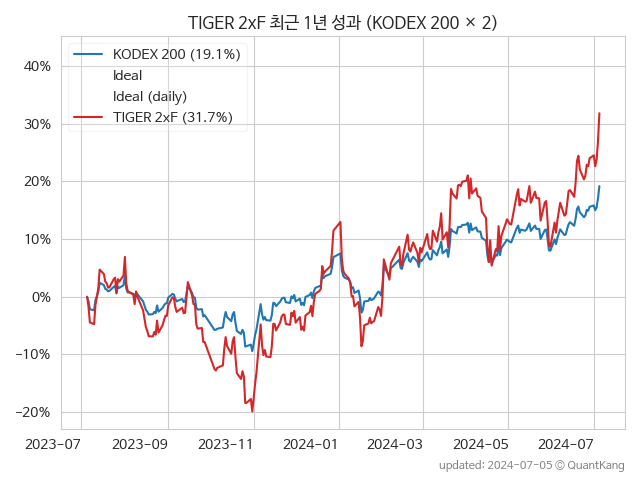 TIGER 2xF 최근 1년 성과 (KODEX 200 × 2)
KODEX 200 (19.1%)
Ideal
Ideal (daily)
TIGER 2xF (31.7%)
40%
30%
20%
10%
0%
−10%
−20%
2023-07 2023-09 2023-11 2024-01 2024-03 2024-05 2024-07
updated: 2024-07-05 © QuantKang